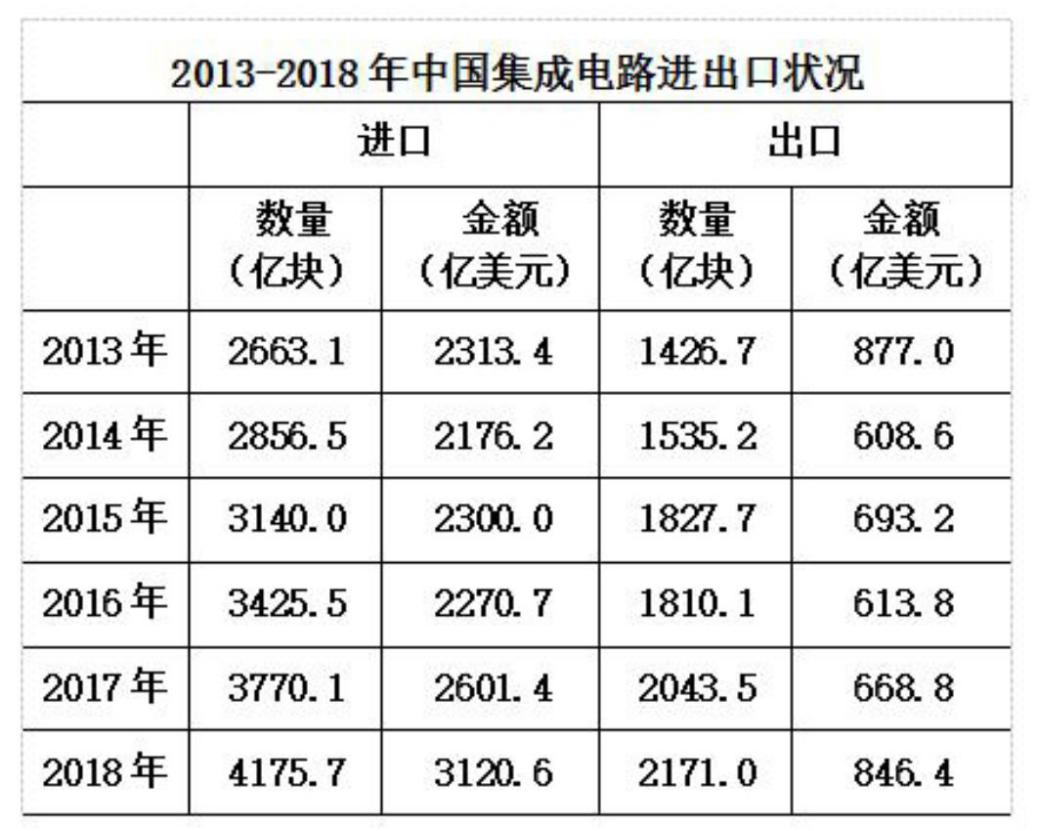 2013-2018年中国集成电路进出口状况
进口 出口
数量 金额 数量 金额
（亿块） （亿美元） （亿块） （亿美元）
2013年 2663.1 2313.4 1426.7 877.0
2014年 2856.5 2176.2 1535.2 608.6
2015年 3140.0 2300.0 1827.7 693.2
2016年 3425.5 2270.7 1810.1 613.8
2017年 3770.1 2601.4 2043.5 668.8
2018年 4175.7 3120.6 2171.0 846.4